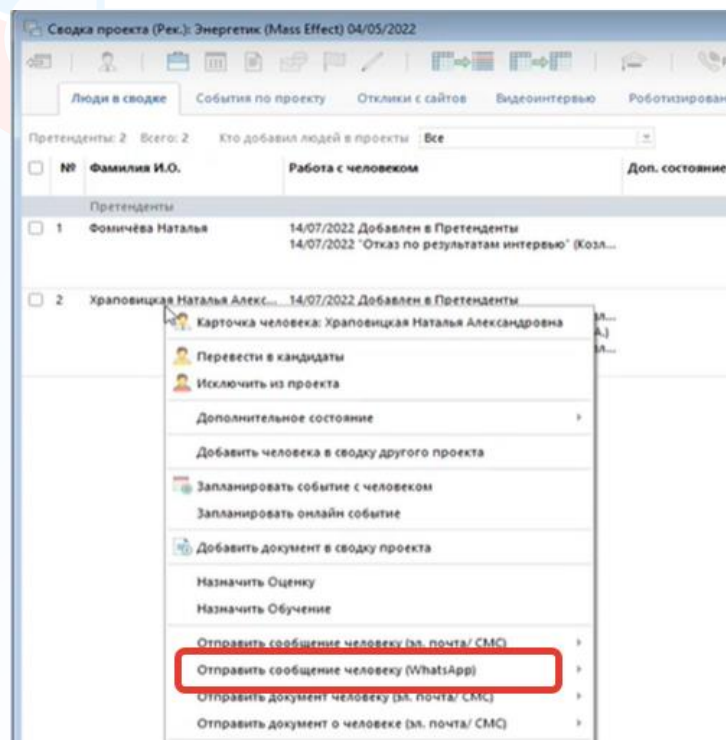 Сводка проекта (Рек.): Энергетик (Mass Effect) 04/05/2022
Люди в сводке События по проекту Отклики с сайтов Видеоинтервью Роботизирован
Претенденты: 2 Всего: 2 Кто добавил людей в проекты Все
№ Фамилия И.О. Работа с человеком Доп. состояние
Претенденты
1 Фомичёва Наталья 14/07/2022 Добавлен в Претенденты
14/07/2022 "Отказ по результатам интервью" (Козл...
2 Храповицкая Наталья Алекс... 14/07/2022 Добавлен в Претенденты
Карточка человека: Храповицкая Наталья Александровна
Перевести в кандидаты
Исключить из проекта
Дополнительное состояние
Добавить человека в сводку другого проекта
Запланировать событие с человеком
Запланировать онлайн событие
Добавить документ в сводку проекта
Назначить Оценку
Назначить Обучение
Отправить сообщение человеку (эл. почта/ СМС)
Отправить сообщение человеку (WhatsApp)
Отправить документ человеку (эл. почта/ СМС)
Отправить документ о человеке (эл. почта/ СМС)